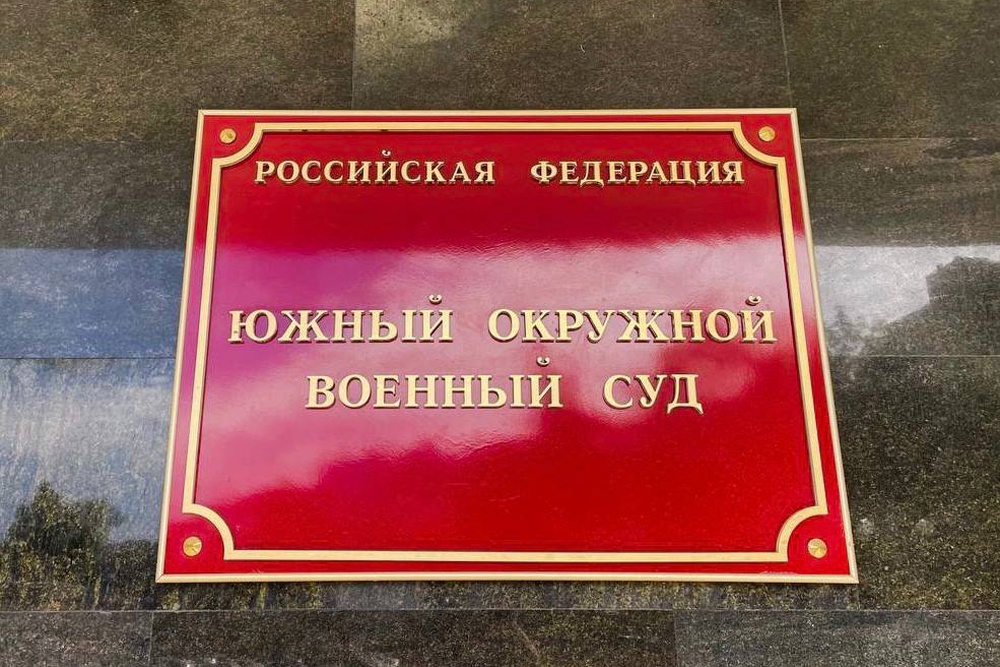 РОССИЙСКАЯ ФЕДЕРАЦИЯ
ЮЖНЫЙ ОКРУЖНОЙ
ВОЕННЫЙ СУД